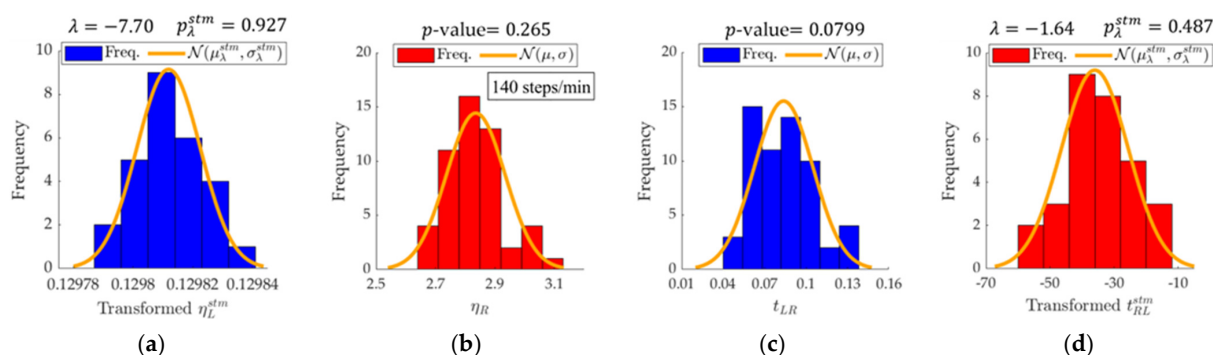 λ = −7.70 p_λ^stm = 0.927
Freq. N(μ_λ^stm, σ_λ^stm)
10
8
6
4
2
0
Frequency
0.12978 0.1298 0.12982 0.12984
Transformed η_L^stm
(a)
p-value= 0.265
Freq. N(μ, σ)
140 steps/min
20
15
10
5
0
Frequency
2.5 2.7 2.9 3.1
η_R
(b)
p-value= 0.0799
Freq. N(μ, σ)
20
15
10
5
0
Frequency
0.01 0.04 0.07 0.1 0.13 0.16
t_LR
(c)
λ = −1.64 p_λ^stm = 0.487
Freq. N(μ_λ^stm, σ_λ^stm)
10
8
6
4
2
0
Frequency
-70 -50 -30 -10
Transformed t_RL^stm
(d)